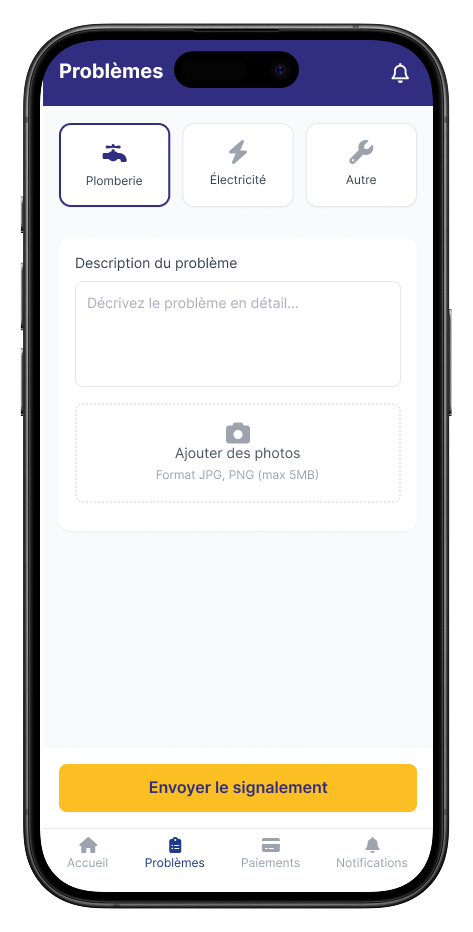 Problèmes
Plomberie
Électricité
Autre
Description du problème
Décrivez le problème en détail...
Ajouter des photos
Format JPG, PNG (max 5MB)
Envoyer le signalement
Accueil
Problèmes
Paiements
Notifications